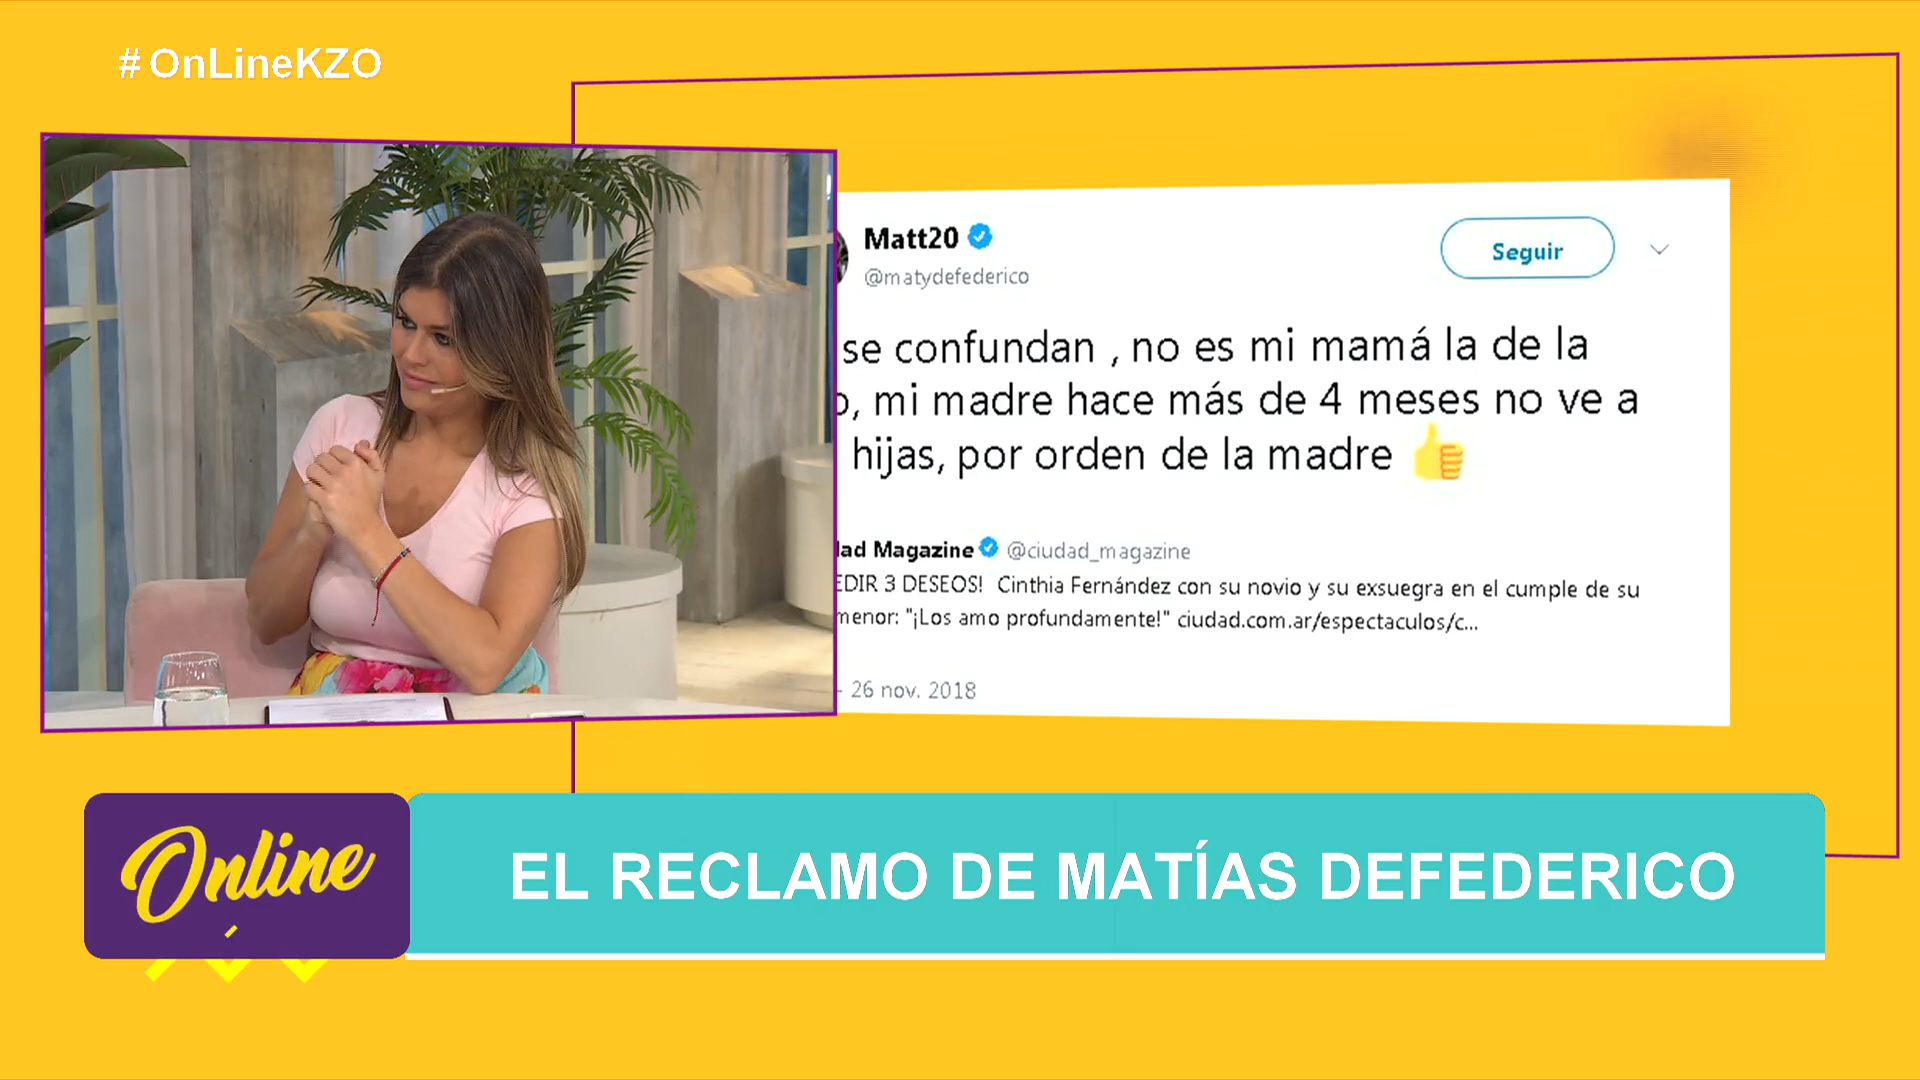 #OnLineKZO
Matt20
@matydefederico
Seguir
se confundan , no es mi mamá la de la
, mi madre hace más de 4 meses no ve a
hijas, por orden de la madre
Magazine @ciudad_magazine
3 DESEOS! Cinthia Fernández con su novio y su exsuegra en el cumple de su
menor: "¡Los amo profundamente!" ciudad.com.ar/espectaculos/c...
- 26 nov. 2018
Online
EL RECLAMO DE MATÍAS DEFEDERICO